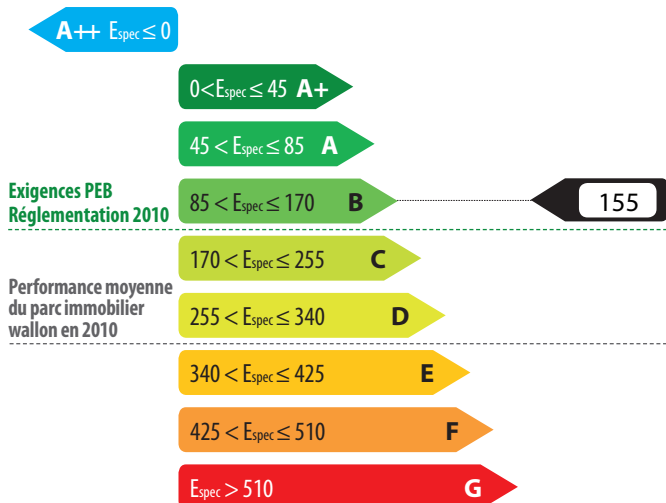 A++ Espec ≤ 0
0 < Espec ≤ 45 A+
45 < Espec ≤ 85 A
Exigences PEB
Réglementation 2010
85 < Espec ≤ 170 B
155
170 < Espec ≤ 255 C
Performance moyenne
du parc immobilier
wallon en 2010
255 < Espec ≤ 340 D
340 < Espec ≤ 425 E
425 < Espec ≤ 510 F
Espec > 510 G